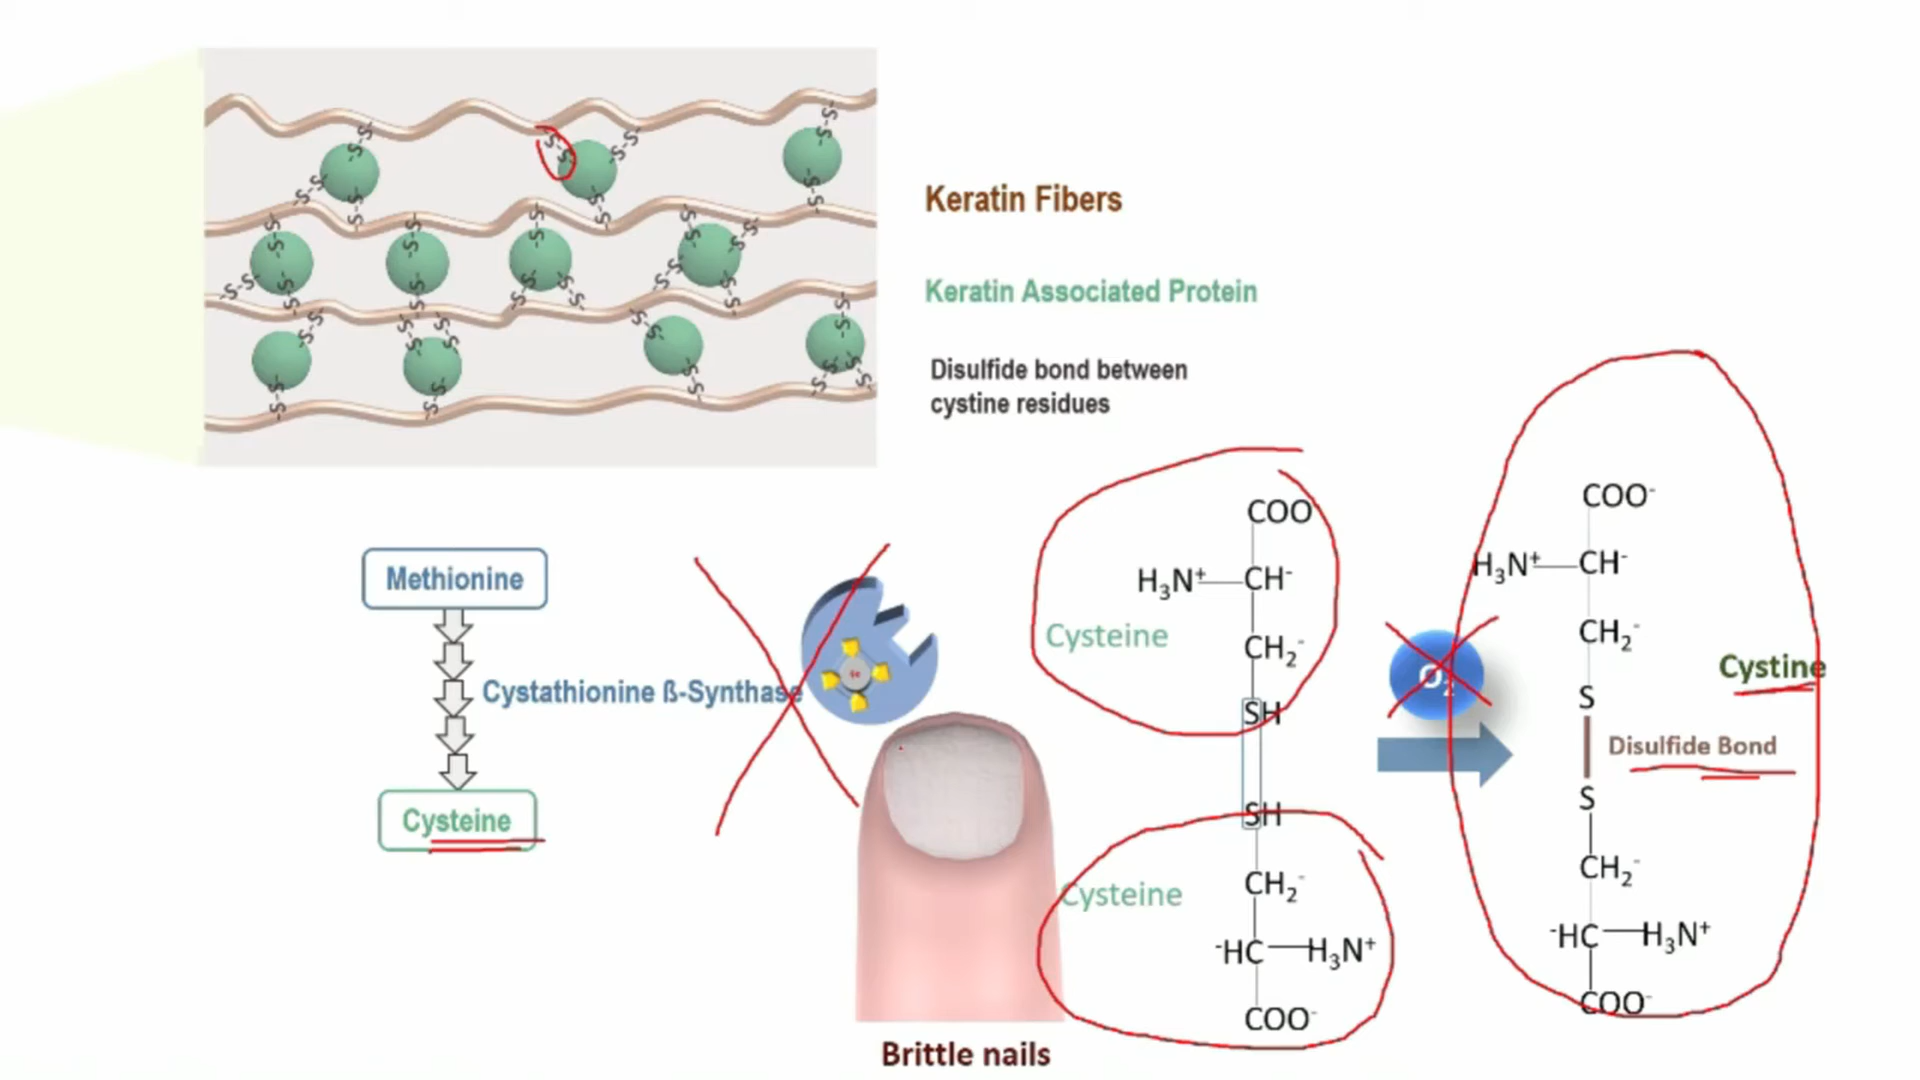 Keratin Fibers
Keratin Associated Protein
Disulfide bond between
cystine residues
Methionine
Cystathionine ß-Synthase
Cysteine
Fe
Brittle nails
COO
H₃N⁺—CH⁻
Cysteine
CH₂⁻
SH
SH
CH₂⁻
Cysteine
⁻HC—H₃N⁺
COO⁻
O₂
COO⁻
H₃N⁺—CH⁻
CH₂⁻
Cystine
S
Disulfide Bond
S
CH₂⁻
⁻HC—H₃N⁺
COO⁻